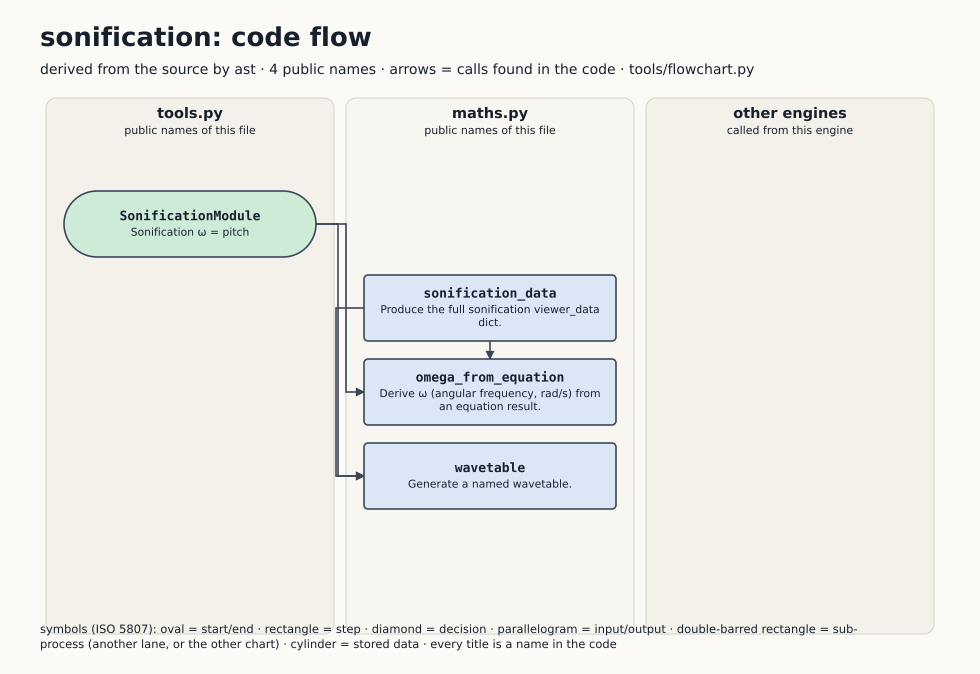 sonification: code flow
derived from the source by ast · 4 public names · arrows = calls found in the code · tools/flowchart.py
tools.py
public names of this file
maths.py
public names of this file
other engines
called from this engine
SonificationModule
Sonification ω = pitch
sonification_data
Produce the full sonification viewer_data
dict.
omega_from_equation
Derive ω (angular frequency, rad/s) from
an equation result.
wavetable
Generate a named wavetable.
symbols (ISO 5807): oval = start/end · rectangle = step · diamond = decision · parallelogram = input/output · double-barred rectangle = sub-
process (another lane, or the other chart) · cylinder = stored data · every title is a name in the code